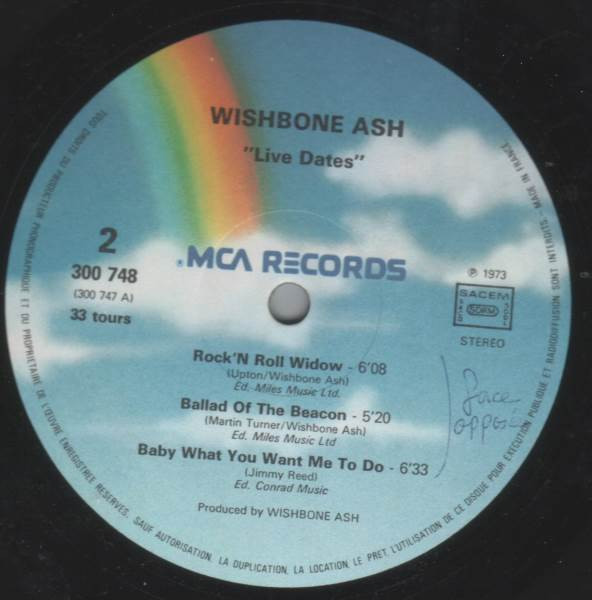 WISHBONE ASH
"Live Dates"
2
300 748
(300 747 A)
33 tours
MCA RECORDS
℗ 1973
SACEM
SDRM
STEREO
Rock'N Roll Widow - 6'08
(Upton/Wishbone Ash)
Ed. Miles Music Ltd.
Ballad Of The Beacon - 5'20
(Martin Turner/Wishbone Ash)
Ed. Miles Music Ltd
Baby What You Want Me To Do - 6'33
(Jimmy Reed)
Ed. Conrad Music
Produced by WISHBONE ASH
face
opposée
TOUS DROITS DU PRODUCTEUR PHONOGRAPHIQUE ET DU PROPRIETAIRE DE L'ŒUVRE ENREGISTREE RESERVES. SAUF AUTORISATION, LA DUPLICATION, LA LOCATION, LE PRET, L'UTILISATION DE CE DISQUE POUR EXECUTION PUBLIQUE ET RADIODIFFUSION SONT INTERDITS. - MADE IN FRANCE